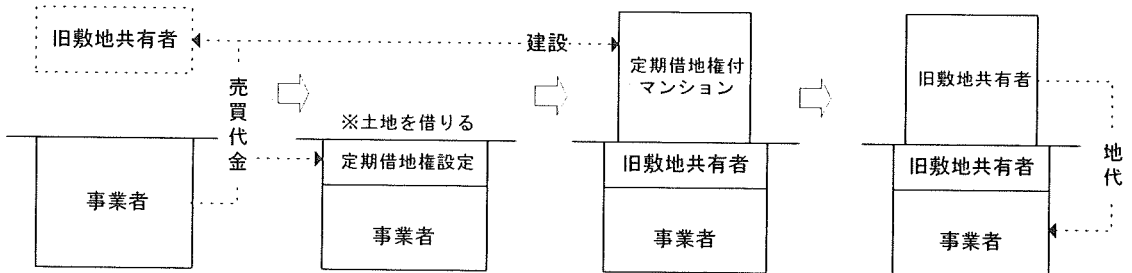 旧敷地共有者
売買代金
事業者
※土地を借りる
定期借地権設定
事業者
建設
定期借地権付
マンション
旧敷地共有者
事業者
旧敷地共有者
旧敷地共有者
事業者
地代